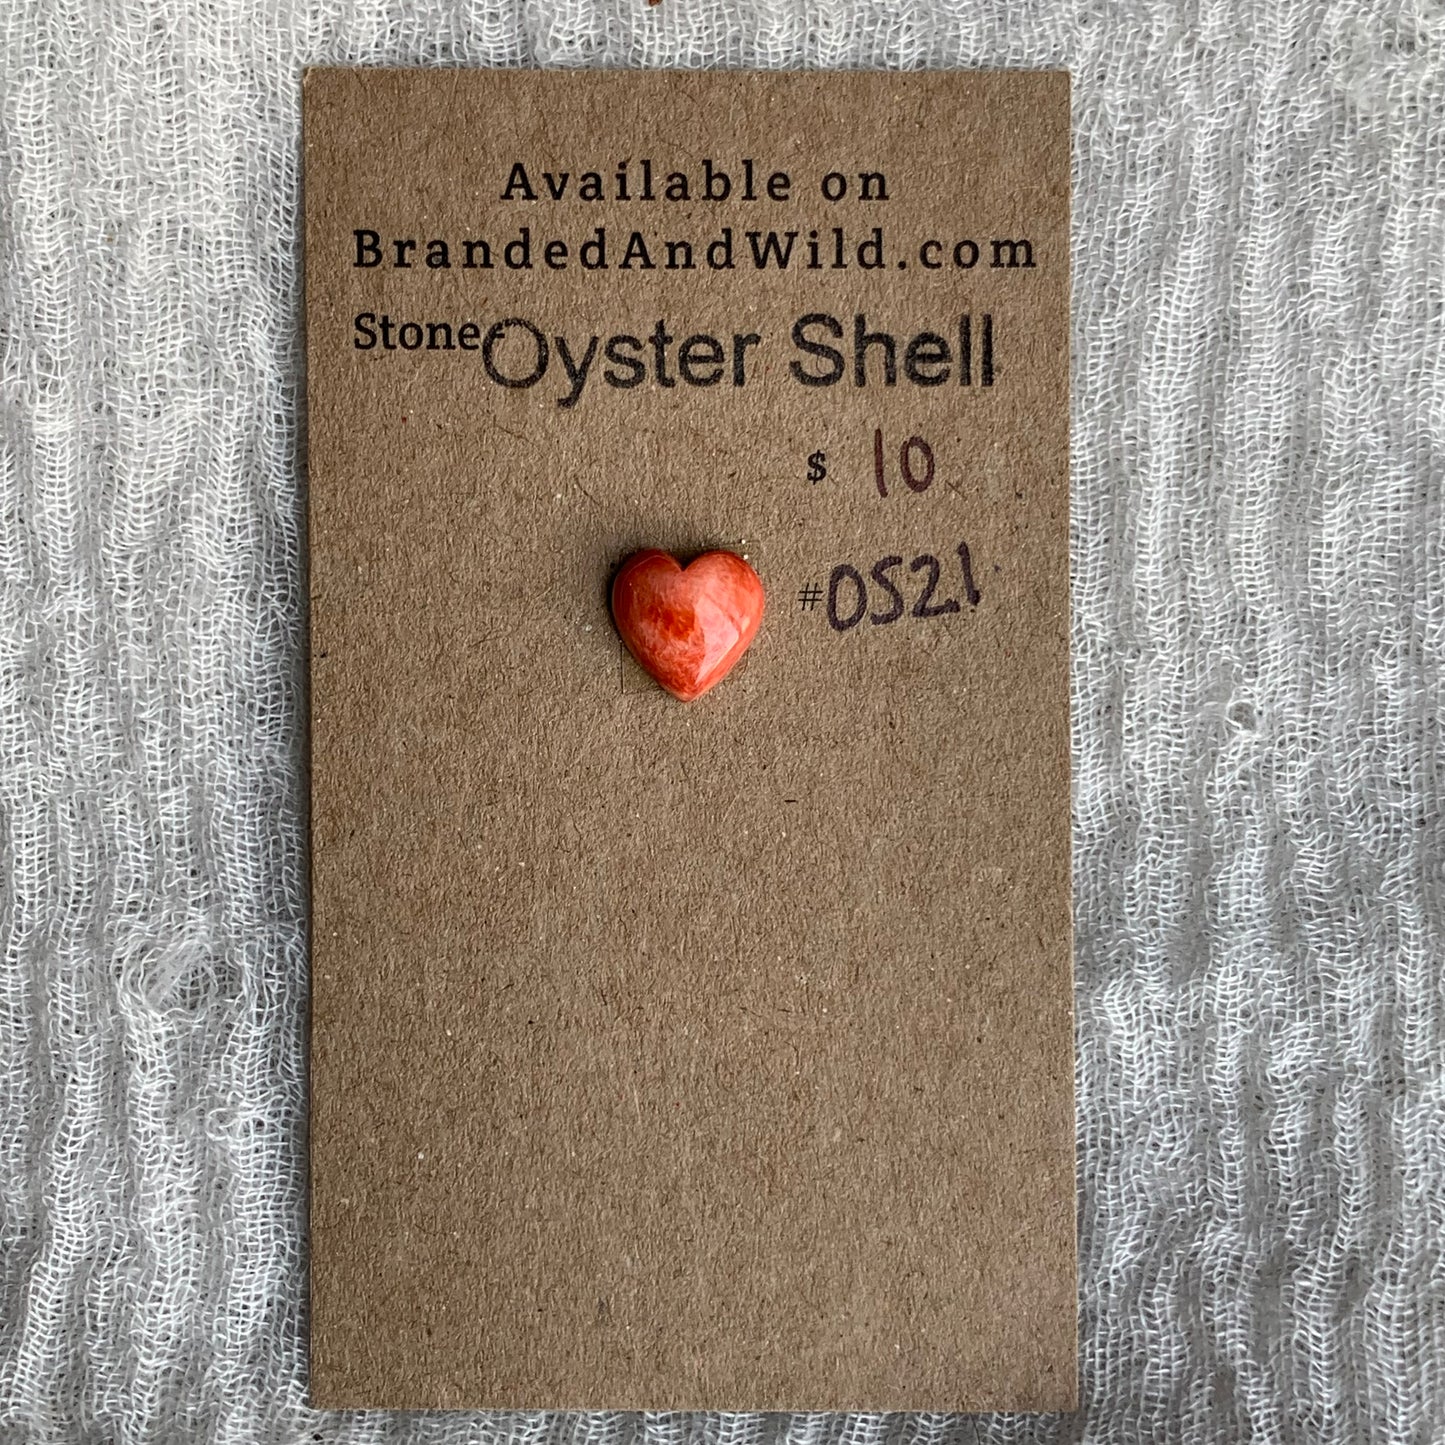 Available on
BrandedAndWild.com
Stone Oyster Shell
$ 10
#0521